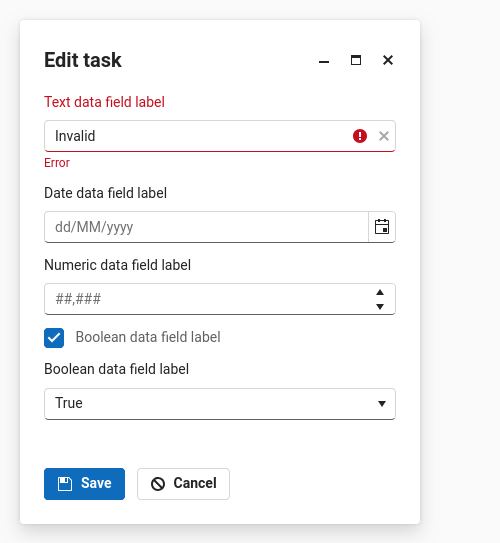 Edit task
Text data field label
Invalid
Error
Date data field label
dd/MM/yyyy
Numeric data field label
##,###
Boolean data field label
Boolean data field label
True
Save Cancel